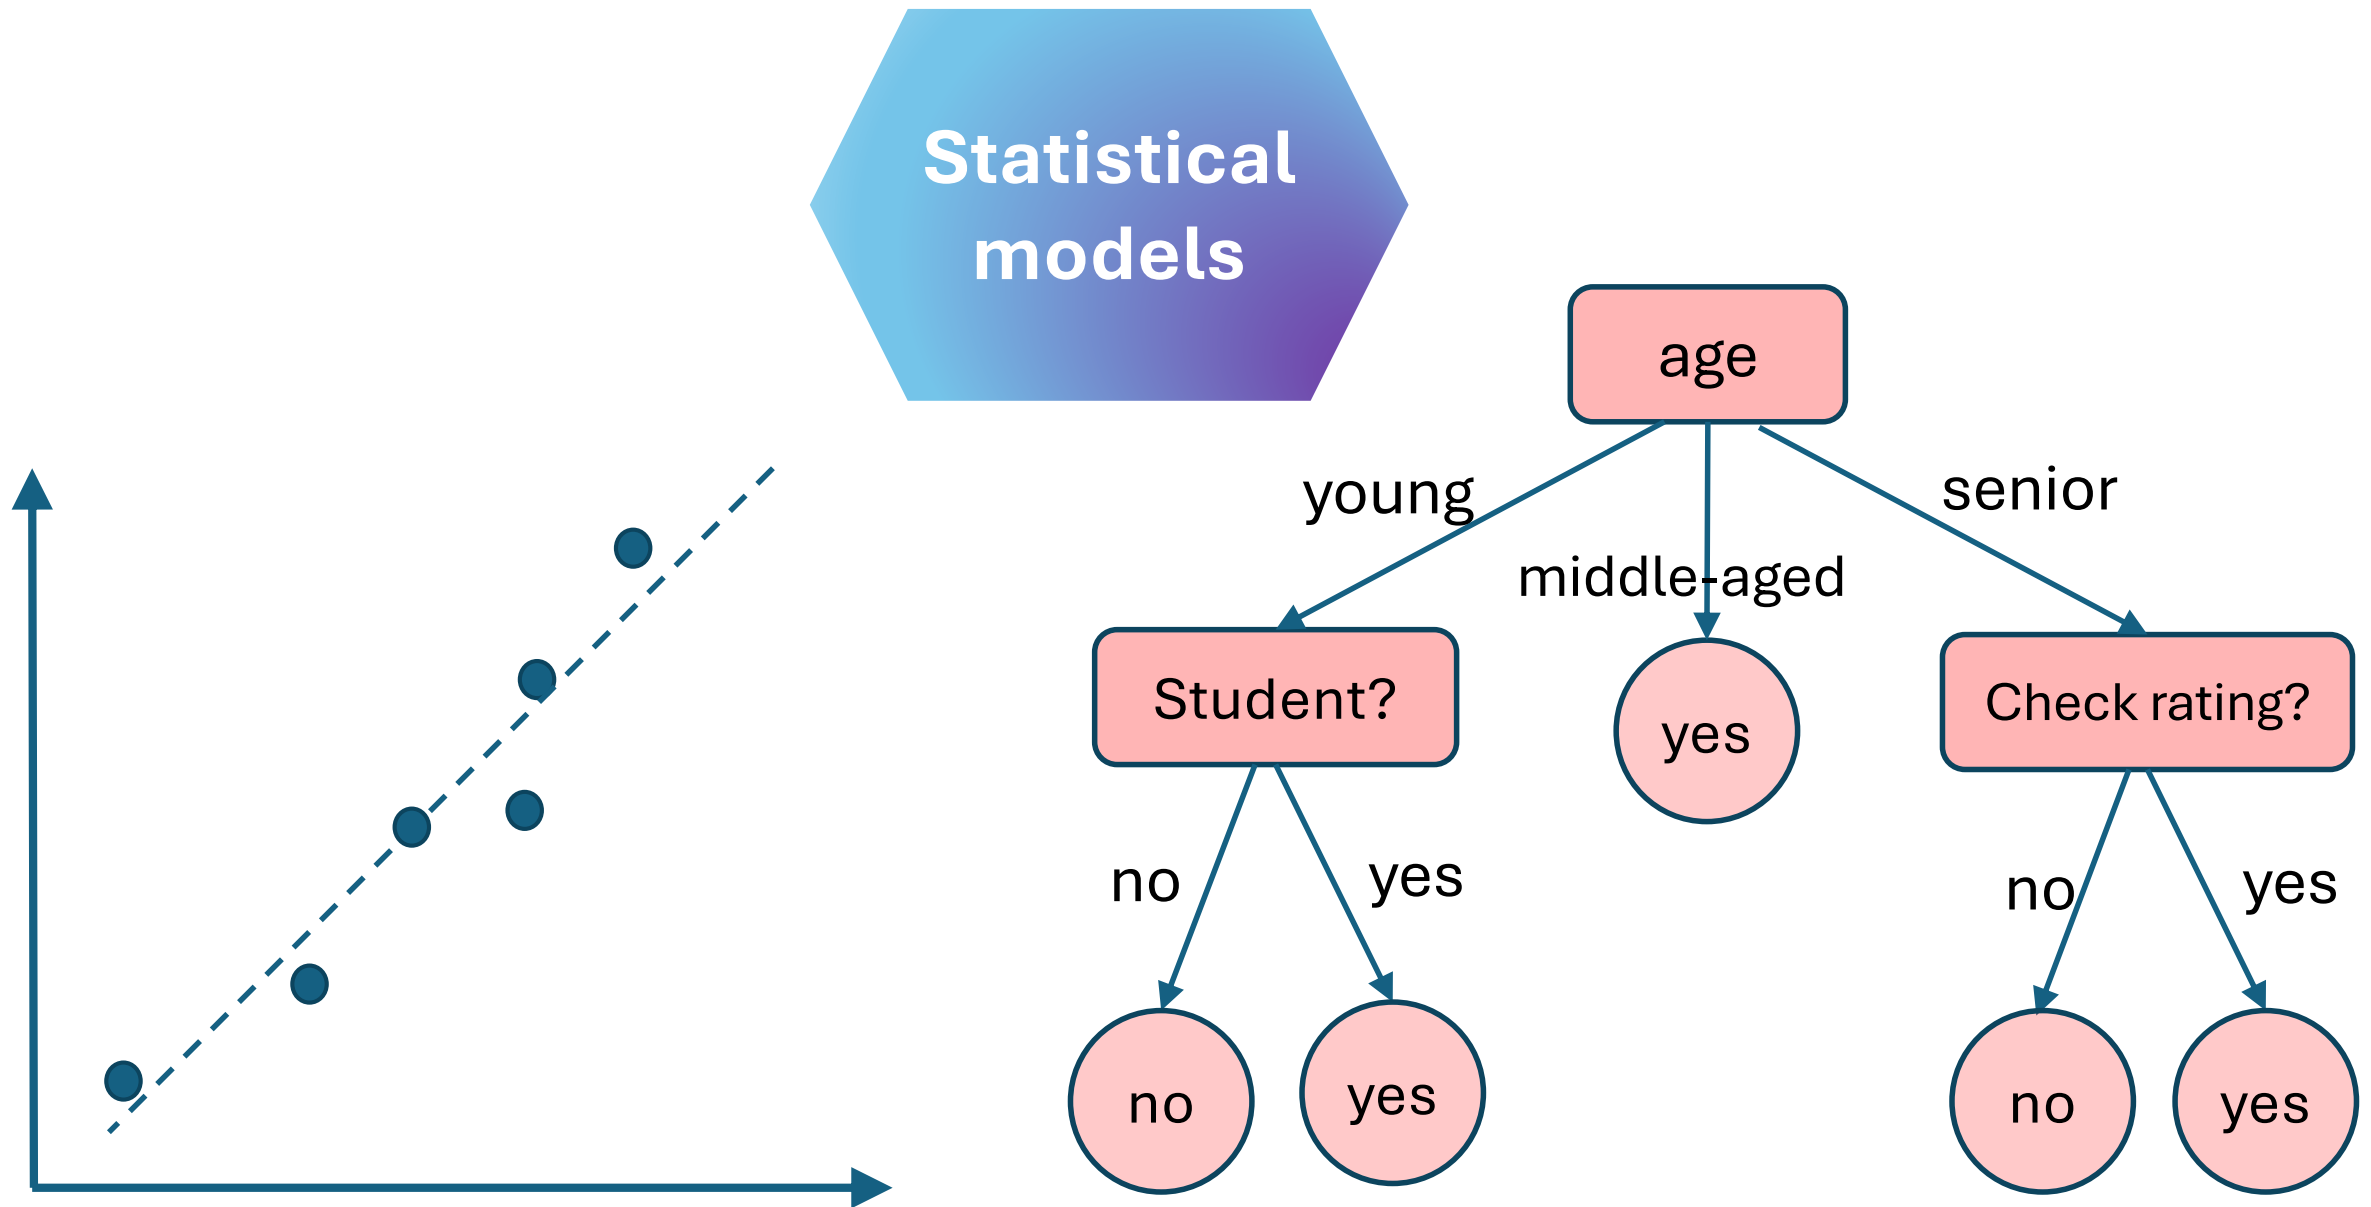 Statistical
models
age
young
senior
middle-aged
Student?
yes
Check rating?
no
yes
no
yes
no
yes
no
yes